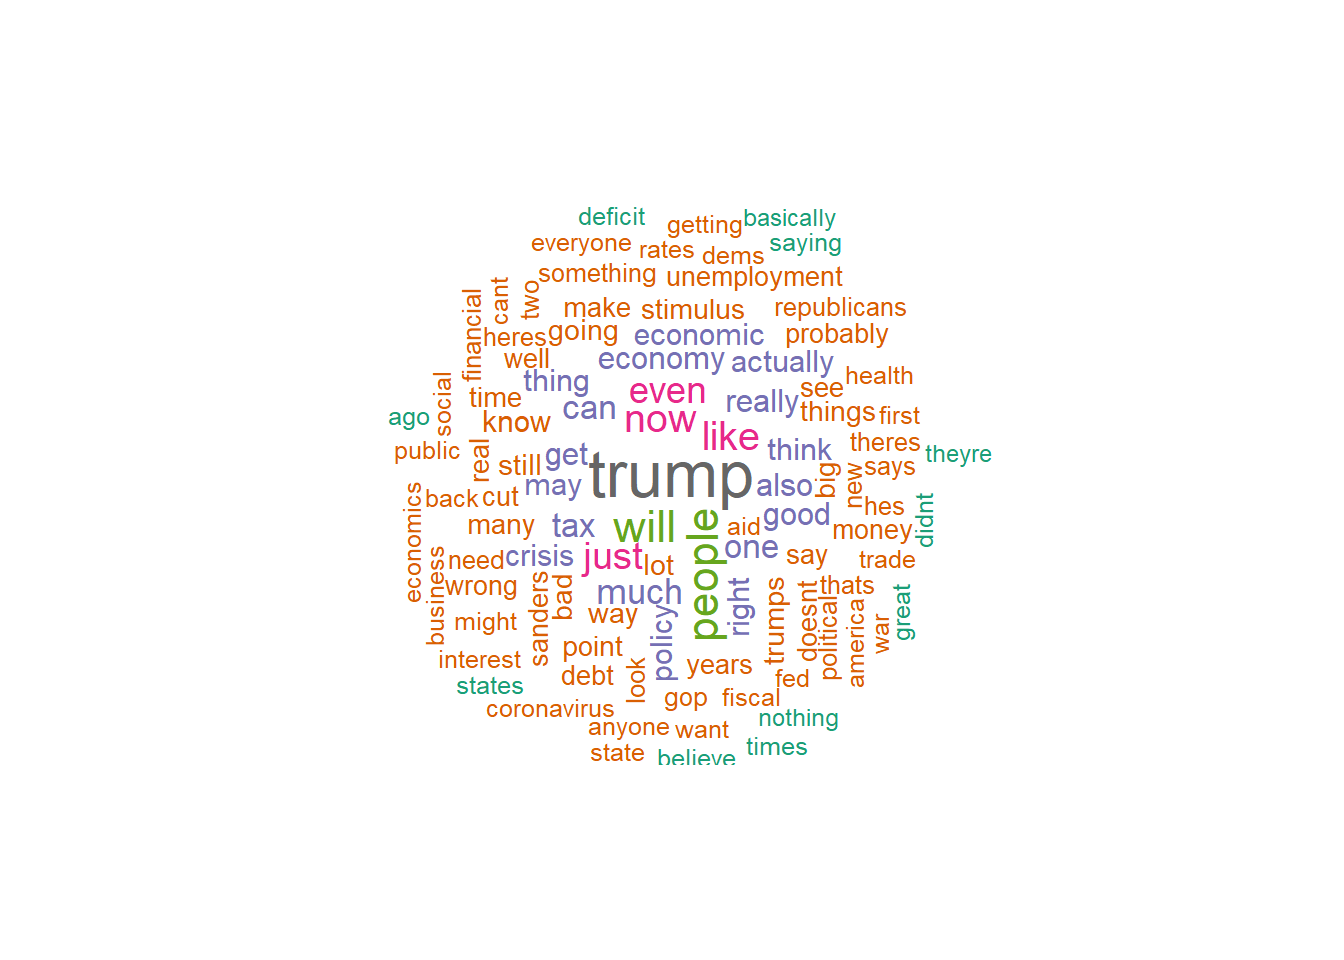 deficit
getting
basically
everyone
rates
dems
saying
something
unemployment
financial
cant
two
make
stimulus
republicans
heres
going
economic
probably
well
economy
actually
thing
even
really
see
health
social
time
can
now
things
first
ago
know
like
public
real
still
get
think
theres
theyre
trump
may
also
big
new
says
economics
back
cut
good
hes
didnt
many
tax
will
people
aid
one
money
need
crisis
just
lot
say
trade
business
wrong
sanders
bad
much
right
trumps
doesnt
thats
might
way
policy
political
america
war
great
interest
point
years
states
debt
look
fed
coronavirus
gop
fiscal
anyone
want
nothing
state
believe
times